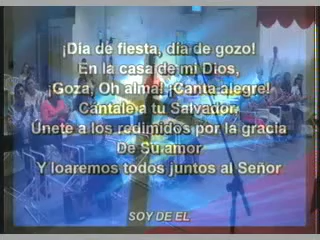 ¡Día de fiesta, día de gozo!
En la casa de mi Dios,
¡Goza, Oh alma! ¡Canta alegre!
Cántale a tu Salvador,
Únete a los redimidos por la gracia
De Su amor
Y loaremos todos juntos al Señor
SOY DE EL